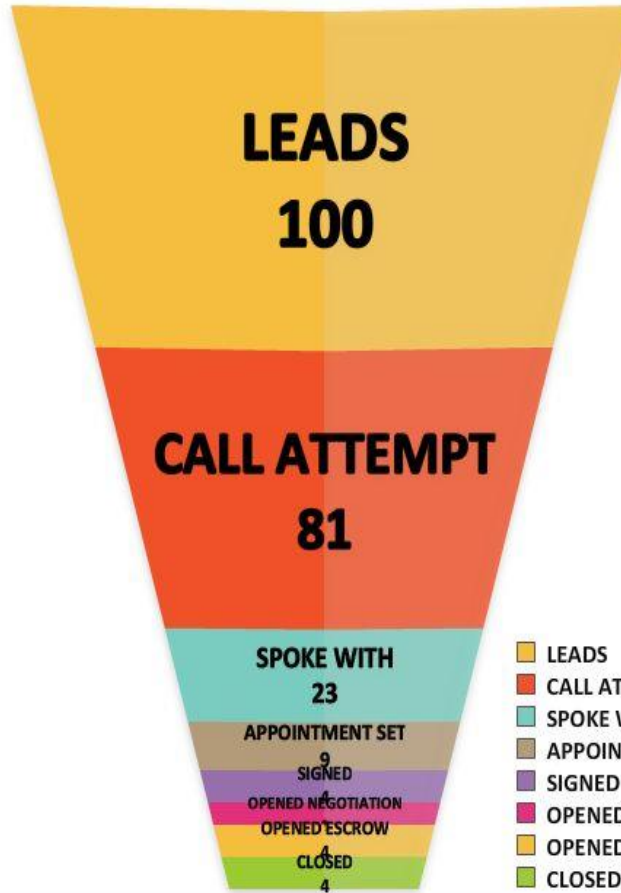 LEADS
100
CALL ATTEMPT
81
SPOKE WITH
23
APPOINTMENT SET
9
SIGNED
4
OPENED NEGOTIATION
OPENED ESCROW
4
CLOSED
4
LEADS
CALL AT
SPOKE W
APPOIN
SIGNED
OPENED
OPENED
CLOSED